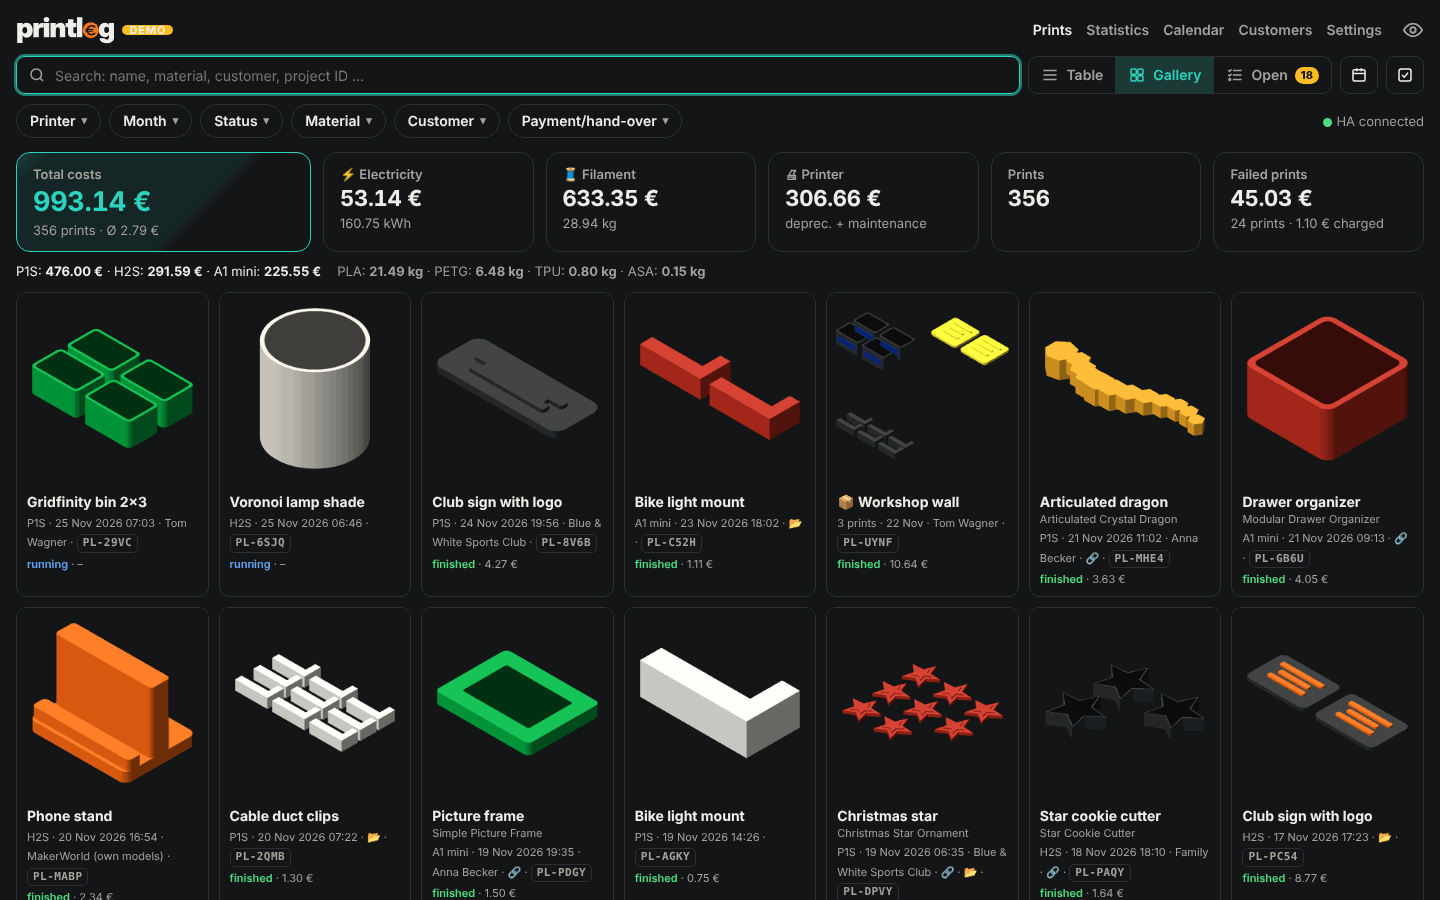 printlog DEMO Prints Statistics Calendar Customers Settings
Search: name, material, customer, project ID ... Table Gallery Open 18
Printer ▾ Month ▾ Status ▾ Material ▾ Customer ▾ Payment/hand-over ▾ HA connected
Total costs
993.14 €
356 prints · Ø 2.79 €
⚡ Electricity
53.14 €
160.75 kWh
🧵 Filament
633.35 €
28.94 kg
🖨 Printer
306.66 €
deprec. + maintenance
Prints
356
Failed prints
45.03 €
24 prints · 1.10 € charged
P1S: 476.00 € · H2S: 291.59 € · A1 mini: 225.55 € PLA: 21.49 kg · PETG: 6.48 kg · TPU: 0.80 kg · ASA: 0.15 kg
Gridfinity bin 2×3
P1S · 25 Nov 2026 07:03 · Tom
Wagner · PL-29VC
running · –
Voronoi lamp shade
H2S · 25 Nov 2026 06:46 ·
PL-6SJQ
running · –
Club sign with logo
P1S · 24 Nov 2026 19:56 · Blue &
White Sports Club · PL-8V6B
finished · 4.27 €
Bike light mount
A1 mini · 23 Nov 2026 18:02 · 📂
· PL-C52H
finished · 1.11 €
📦 Workshop wall
3 prints · 22 Nov · Tom Wagner ·
PL-UYNF
finished · 10.64 €
Articulated dragon
Articulated Crystal Dragon
P1S · 21 Nov 2026 11:02 · Anna
Becker · 🔗 · PL-MHE4
finished · 3.63 €
Drawer organizer
Modular Drawer Organizer
A1 mini · 21 Nov 2026 09:13 · 🔗
· PL-GB6U
finished · 4.05 €
Phone stand
H2S · 20 Nov 2026 16:54 ·
MakerWorld (own models) ·
PL-MABP
finished · 2.34 €
Cable duct clips
P1S · 20 Nov 2026 07:22 · 📂 ·
PL-2QMB
finished · 1.30 €
Picture frame
Simple Picture Frame
A1 mini · 19 Nov 2026 19:35 ·
Anna Becker · 🔗 · PL-PDGY
finished · 1.50 €
Bike light mount
P1S · 19 Nov 2026 14:26 ·
PL-AGKY
finished · 0.75 €
Christmas star
Christmas Star Ornament
P1S · 19 Nov 2026 06:35 · Blue &
White Sports Club · 🔗 · 📂 ·
PL-DPVY
Star cookie cutter
Star Cookie Cutter
H2S · 18 Nov 2026 18:10 · Family
· 🔗 · PL-PAQY
finished · 1.64 €
Club sign with logo
H2S · 17 Nov 2026 17:23 · 📂 ·
PL-PC54
finished · 8.77 €